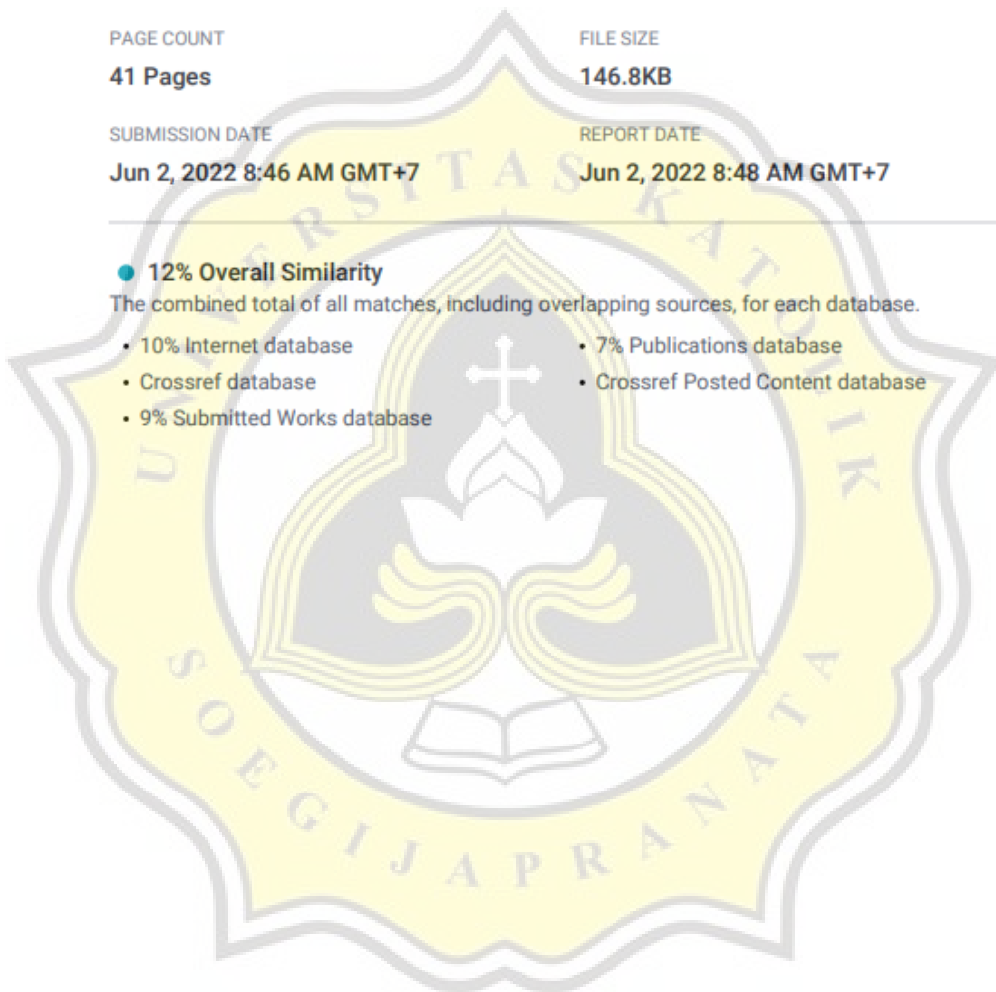 PAGE COUNT
FILE SIZE
41 Pages
146.8KB
SUBMISSION DATE
REPORT DATE
Jun 2, 2022 8:46 AM GMT+7
Jun 2, 2022 8:48 AM GMT+7
12% Overall Similarity
The combined total of all matches, including overlapping sources, for each database.
• 10% Internet database
• 7% Publications database
• Crossref database
• Crossref Posted Content database
• 9% Submitted Works database
UNIVERSITAS KATOLIK
SOEGIJAPRANATA